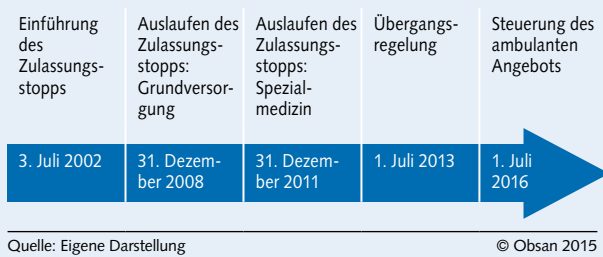 Einführung
des
Zulassungs-
stopps
Auslaufen des
Zulassungs-
stopps:
Grundversor-
gung
Auslaufen des
Zulassungs-
stopps:
Spezial-
medizin
Übergangs-
regelung
Steuerung des
ambulanten
Angebots
3. Juli 2002
31. Dezem-
ber 2008
31. Dezem-
ber 2011
1. Juli 2013
1. Juli
2016
Quelle: Eigene Darstellung
© Obsan 2015